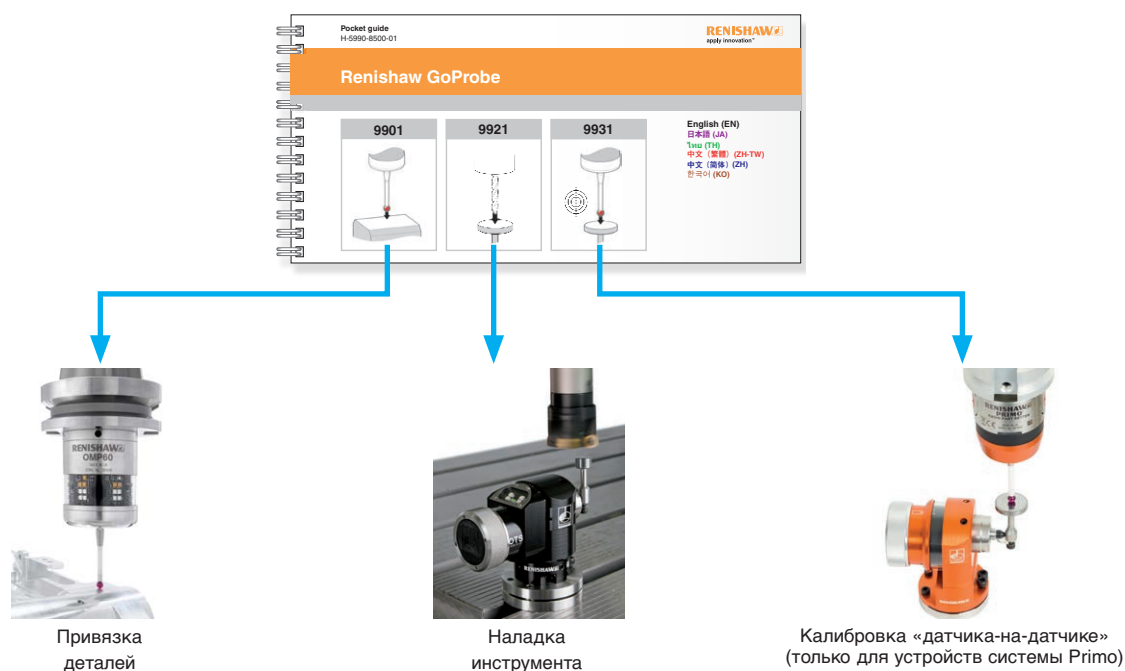 Pocket guide
H-5990-8500-01
RENISHAW
apply innovation™
Renishaw GoProbe
9901
9921
9931
English (EN)
日本語 (JA)
ไทย (TH)
中文（繁體）(ZH-TW)
中文（简体）(ZH)
한국어 (KO)
RENISHAW
OMP60
OTS
RENISHAW
RENISHAW
PRIMO
Привязка
деталей
Наладка
инструмента
Калибровка «датчика-на-датчике»
(только для устройств системы Primo)